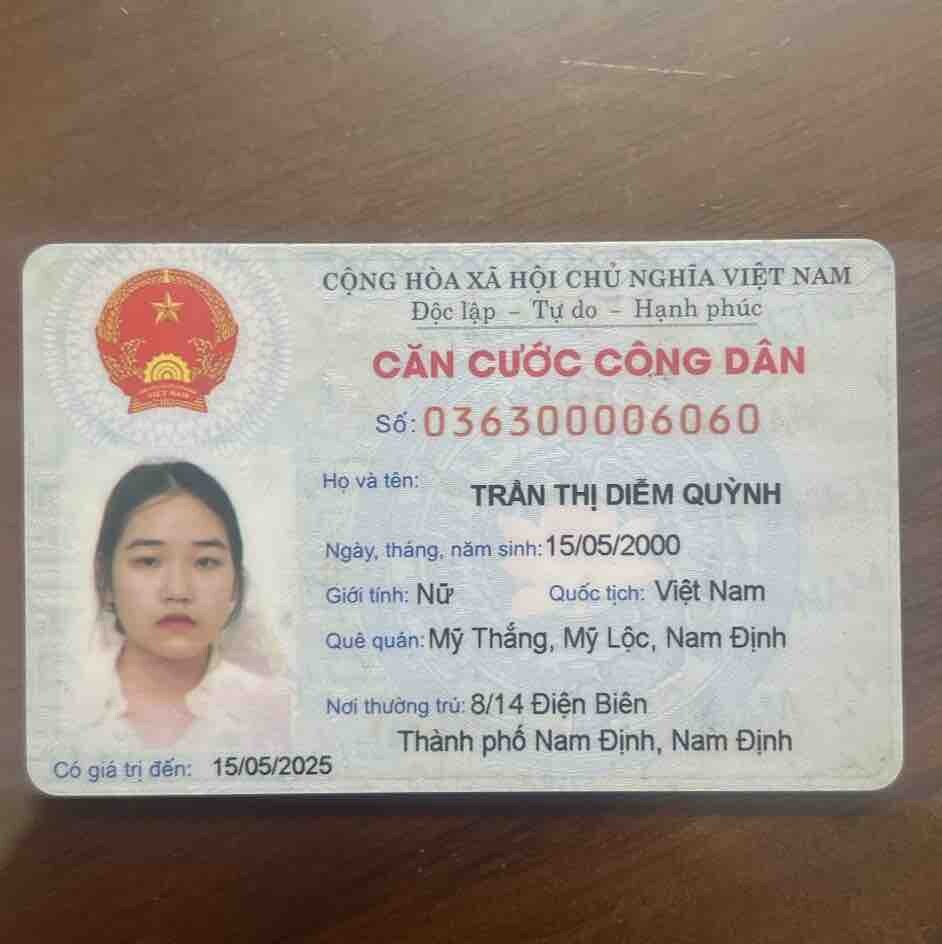 CỘNG HÒA XÃ HỘI CHỦ NGHĨA VIỆT NAM
Độc lập - Tự do - Hạnh phúc
CĂN CƯỚC CÔNG DÂN
Số: 036300006060
VIỆT NAM
Họ và tên: TRẦN THỊ DIỄM QUỲNH
Ngày, tháng, năm sinh: 15/05/2000
Giới tính: Nữ Quốc tịch: Việt Nam
Quê quán: Mỹ Thắng, Mỹ Lộc, Nam Định
Nơi thường trú: 8/14 Điện Biên
Thành phố Nam Định, Nam Định
Có giá trị đến: 15/05/2025